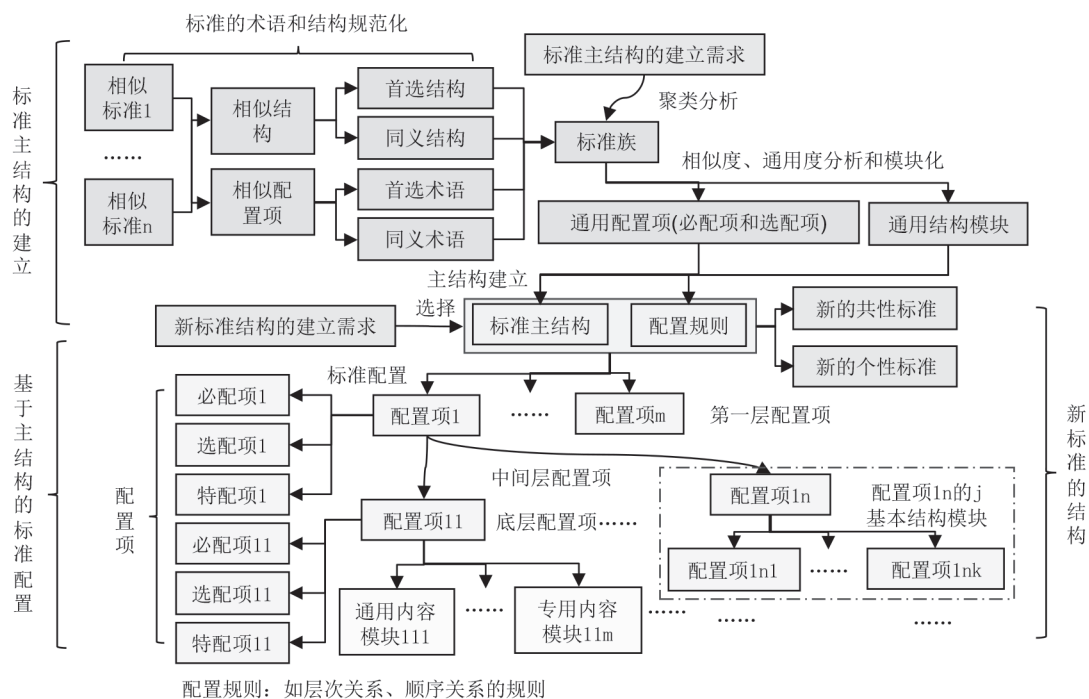 标准的术语和结构规范化
标准主结构的建立需求
聚类分析
标准主结构的建立
相似
标准1
……
相似
标准n
相似结
构
相似配
置项
首选结构
同义结构
首选术语
同义术语
标准族
相似度、通用度分析和模块化
通用配置项(必配项和选配项)
通用结构模块
主结构建立
新标准结构的建立需求
选择
标准主结构
配置规则
新的共性标准
新的个性标准
基于主结构的标准配置
新标准的结构
标准配置
配置项
必配项1
选配项1
特配项1
必配项11
选配项11
特配项11
配置项1
……
配置项m
第一层配置项
中间层配置项
配置项11
底层配置项……
配置项1n
配置项1n的j
基本结构模块
配置项1n1
……
配置项1nk
通用内容
模块111
……
专用内容
模块11m
……
……
……
配置规则：如层次关系、顺序关系的规则